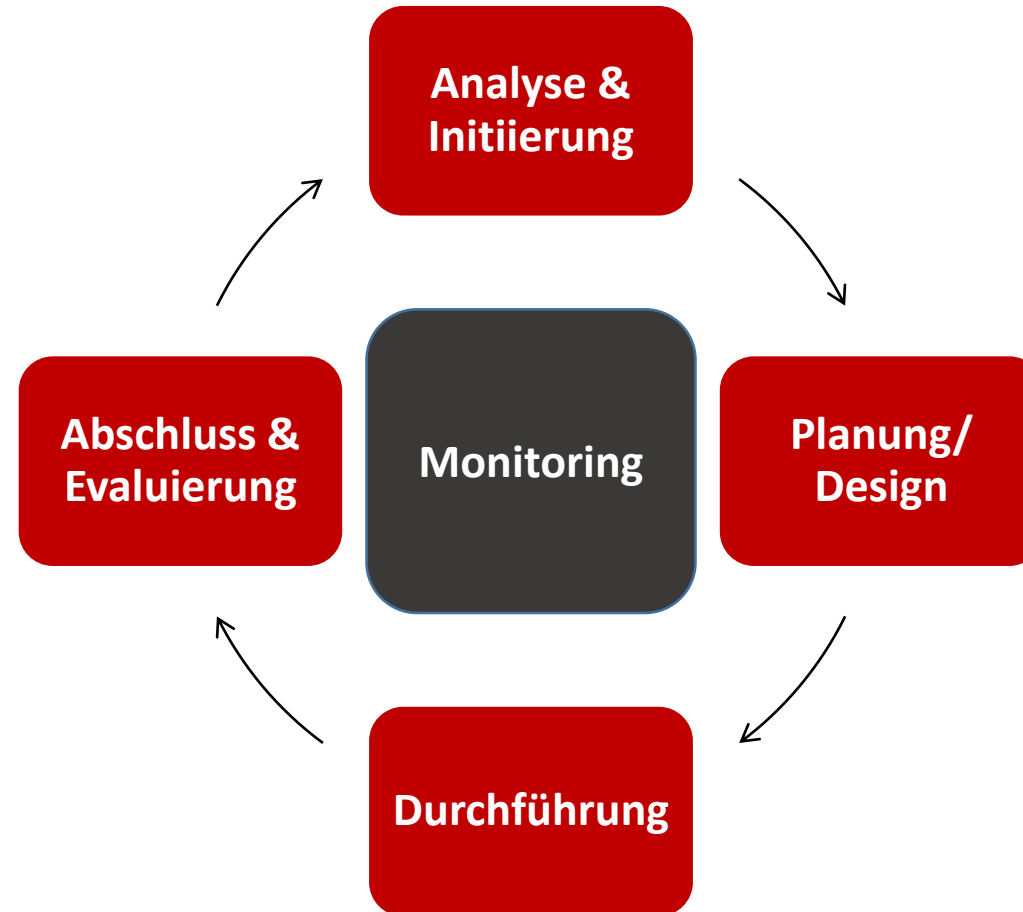 Analyse &
Initiierung
Abschluss &
Evaluierung
Monitoring
Planung/
Design
Durchführung